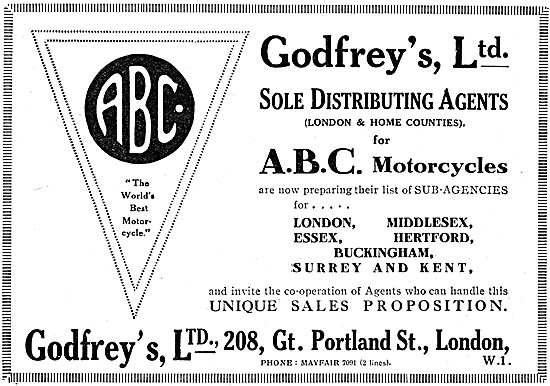 Godfrey's, Ltd.
SOLE DISTRIBUTING AGENTS
(LONDON & HOME COUNTIES).
for
A.B.C. Motorcycles
are now preparing their list of SUB-AGENCIES
for . . . . .
LONDON, MIDDLESEX,
ESSEX, HERTFORD,
BUCKINGHAM,
SURREY AND KENT,
and invite the co-operation of Agents who can handle this
UNIQUE SALES PROPOSITION.
ABC.
"The
World's
Best
Motor-
cycle."
Godfrey's, LTD., 208, Gt. Portland St., London,
PHONE: MAYFAIR 7091 (2 lines). W.1.